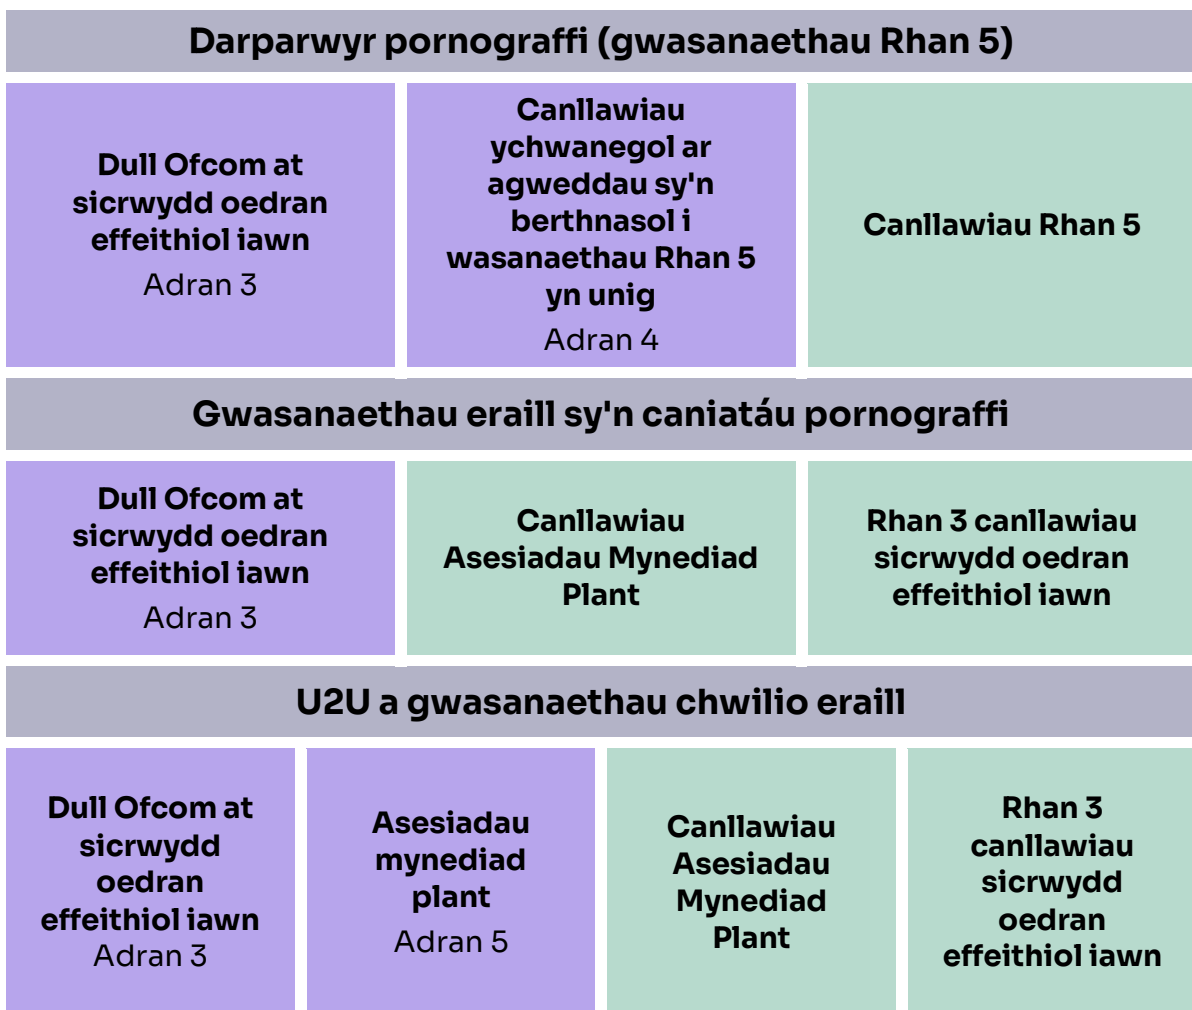 Darparwyr pornograffi (gwasanaethau Rhan 5)
Dull Ofcom at
sicrwydd oedran
effeithiol iawn
Adran 3
Canllawiau
ychwanegol ar
agweddau sy'n
berthnasol i
wasanaethau Rhan 5
yn unig
Adran 4
Canllawiau Rhan 5
Gwasanaethau eraill sy'n caniatáu pornograffi
Dull Ofcom at
sicrwydd oedran
effeithiol iawn
Adran 3
Canllawiau
Asesiadau Mynediad
Plant
Rhan 3 canllawiau
sicrwydd oedran
effeithiol iawn
U2U a gwasanaethau chwilio eraill
Dull Ofcom at
sicrwydd
oedran
effeithiol iawn
Adran 3
Asesiadau
mynediad
plant
Adran 5
Canllawiau
Asesiadau
Mynediad
Plant
Rhan 3
canllawiau
sicrwydd
oedran
effeithiol iawn